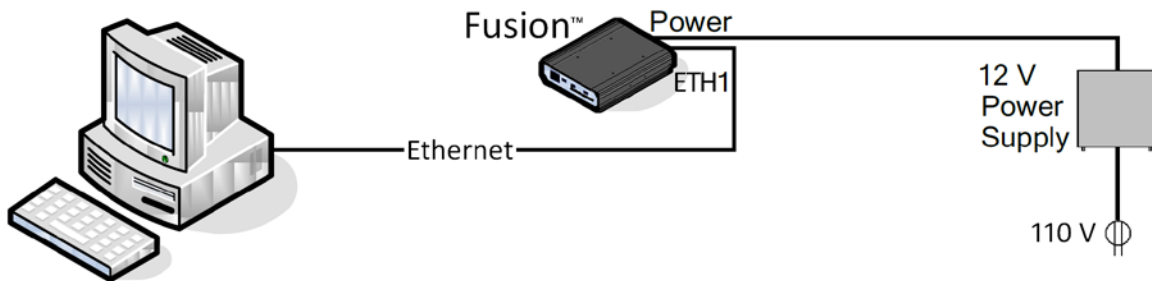 Fusion™
Power
ETH1
12 V
Power
Supply
Ethernet
110 V